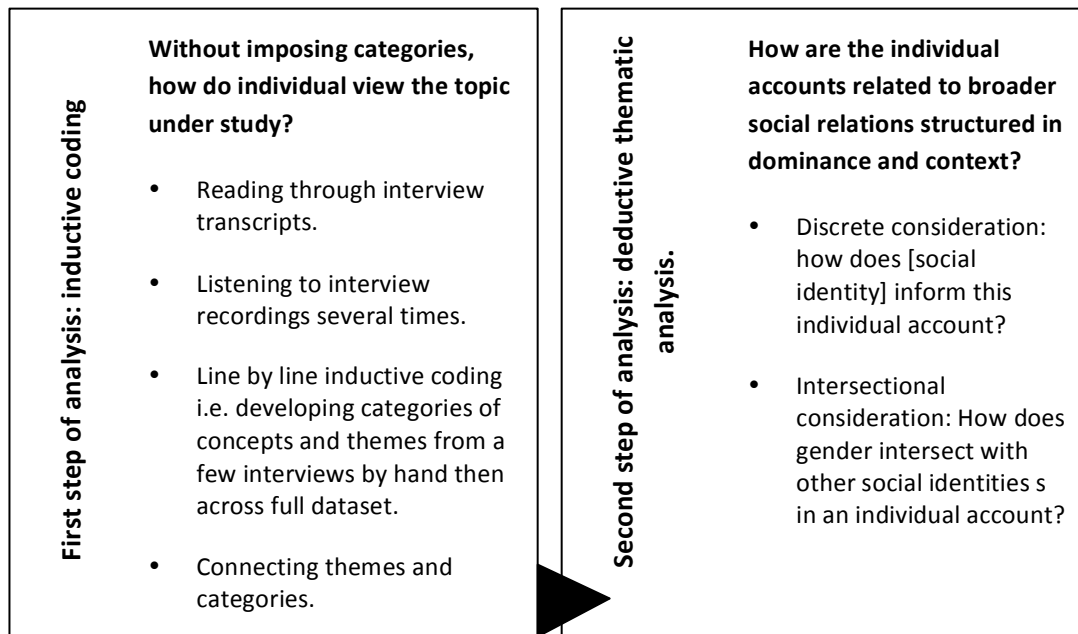 First step of analysis: inductive coding
Without imposing categories,
how do individual view the topic
under study?
• Reading through interview
transcripts.
• Listening to interview
recordings several times.
• Line by line inductive coding
i.e. developing categories of
concepts and themes from a
few interviews by hand then
across full dataset.
• Connecting themes and
categories.
Second step of analysis: deductive thematic
analysis.
How are the individual
accounts related to broader
social relations structured in
dominance and context?
• Discrete consideration:
how does [social
identity] inform this
individual account?
• Intersectional
consideration: How does
gender intersect with
other social identities s
in an individual account?